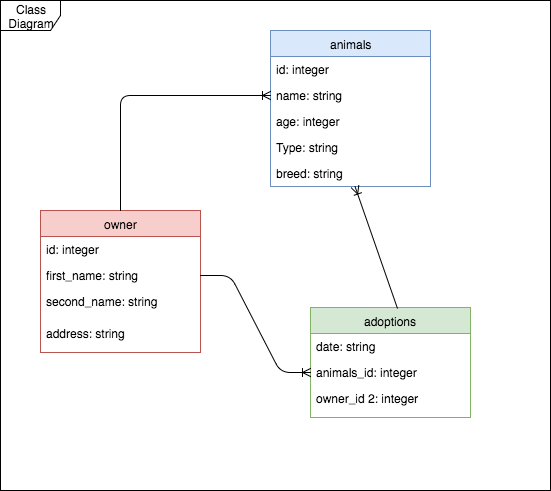 Class
Diagram
animals
id: integer
name: string
age: integer
Type: string
breed: string
owner
id: integer
first_name: string
second_name: string
address: string
adoptions
date: string
animals_id: integer
owner_id 2: integer